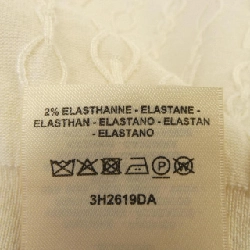 2% ELASTHANNE - ELASTANE -
ELASTHAN - ELASTANO - ELASTAN
- ELASTANO
3H2619DA